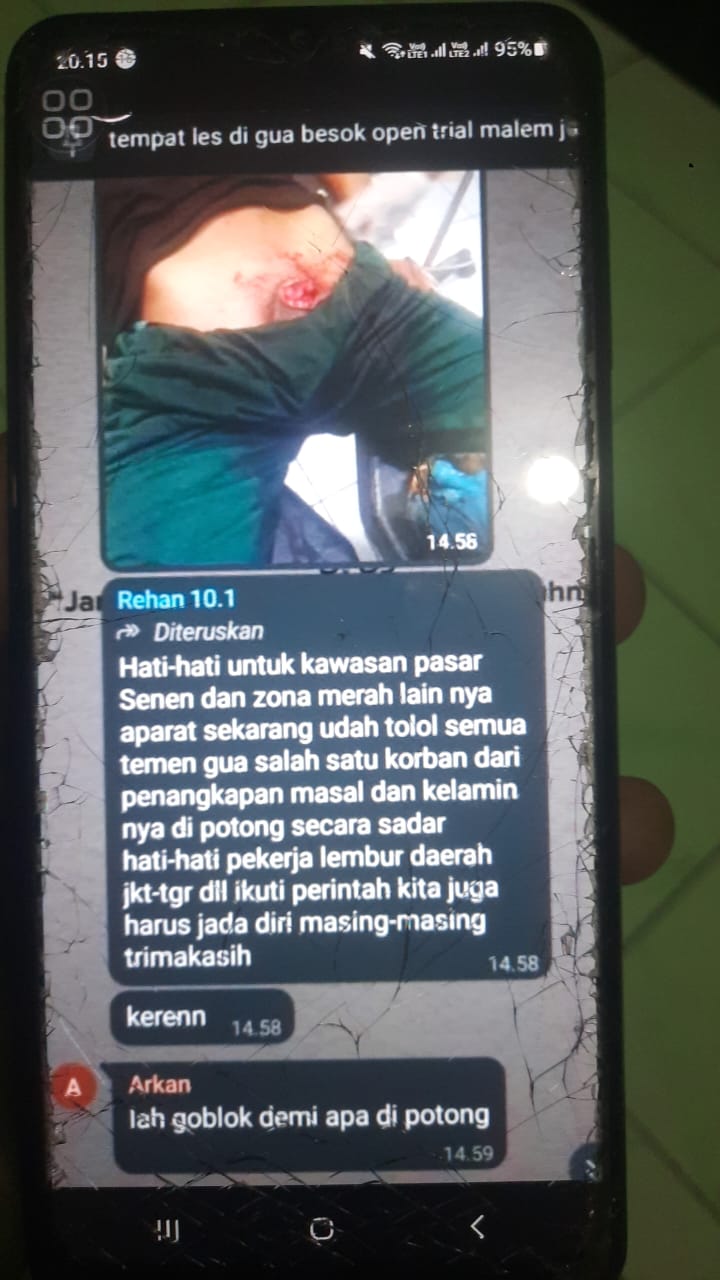 20.15
Vo) LTE1 Vo) LTE2 95%
tempat les di gua besok open trial malem
14.56
Rehan 10.1
Diteruskan
Hati-hati untuk kawasan pasar
Senen dan zona merah lain nya
aparat sekarang udah tolol semua
temen gua salah satu korban dari
penangkapan masal dan kelamin
nya di potong secara sadar
hati-hati pekerja lembur daerah
jkt-tgr dll ikuti perintah kita juga
harus jada diri masing-masing
trimakasih
14.58
kerenn
14.58
A
Arkan
lah goblok demi apa di potong
14.59